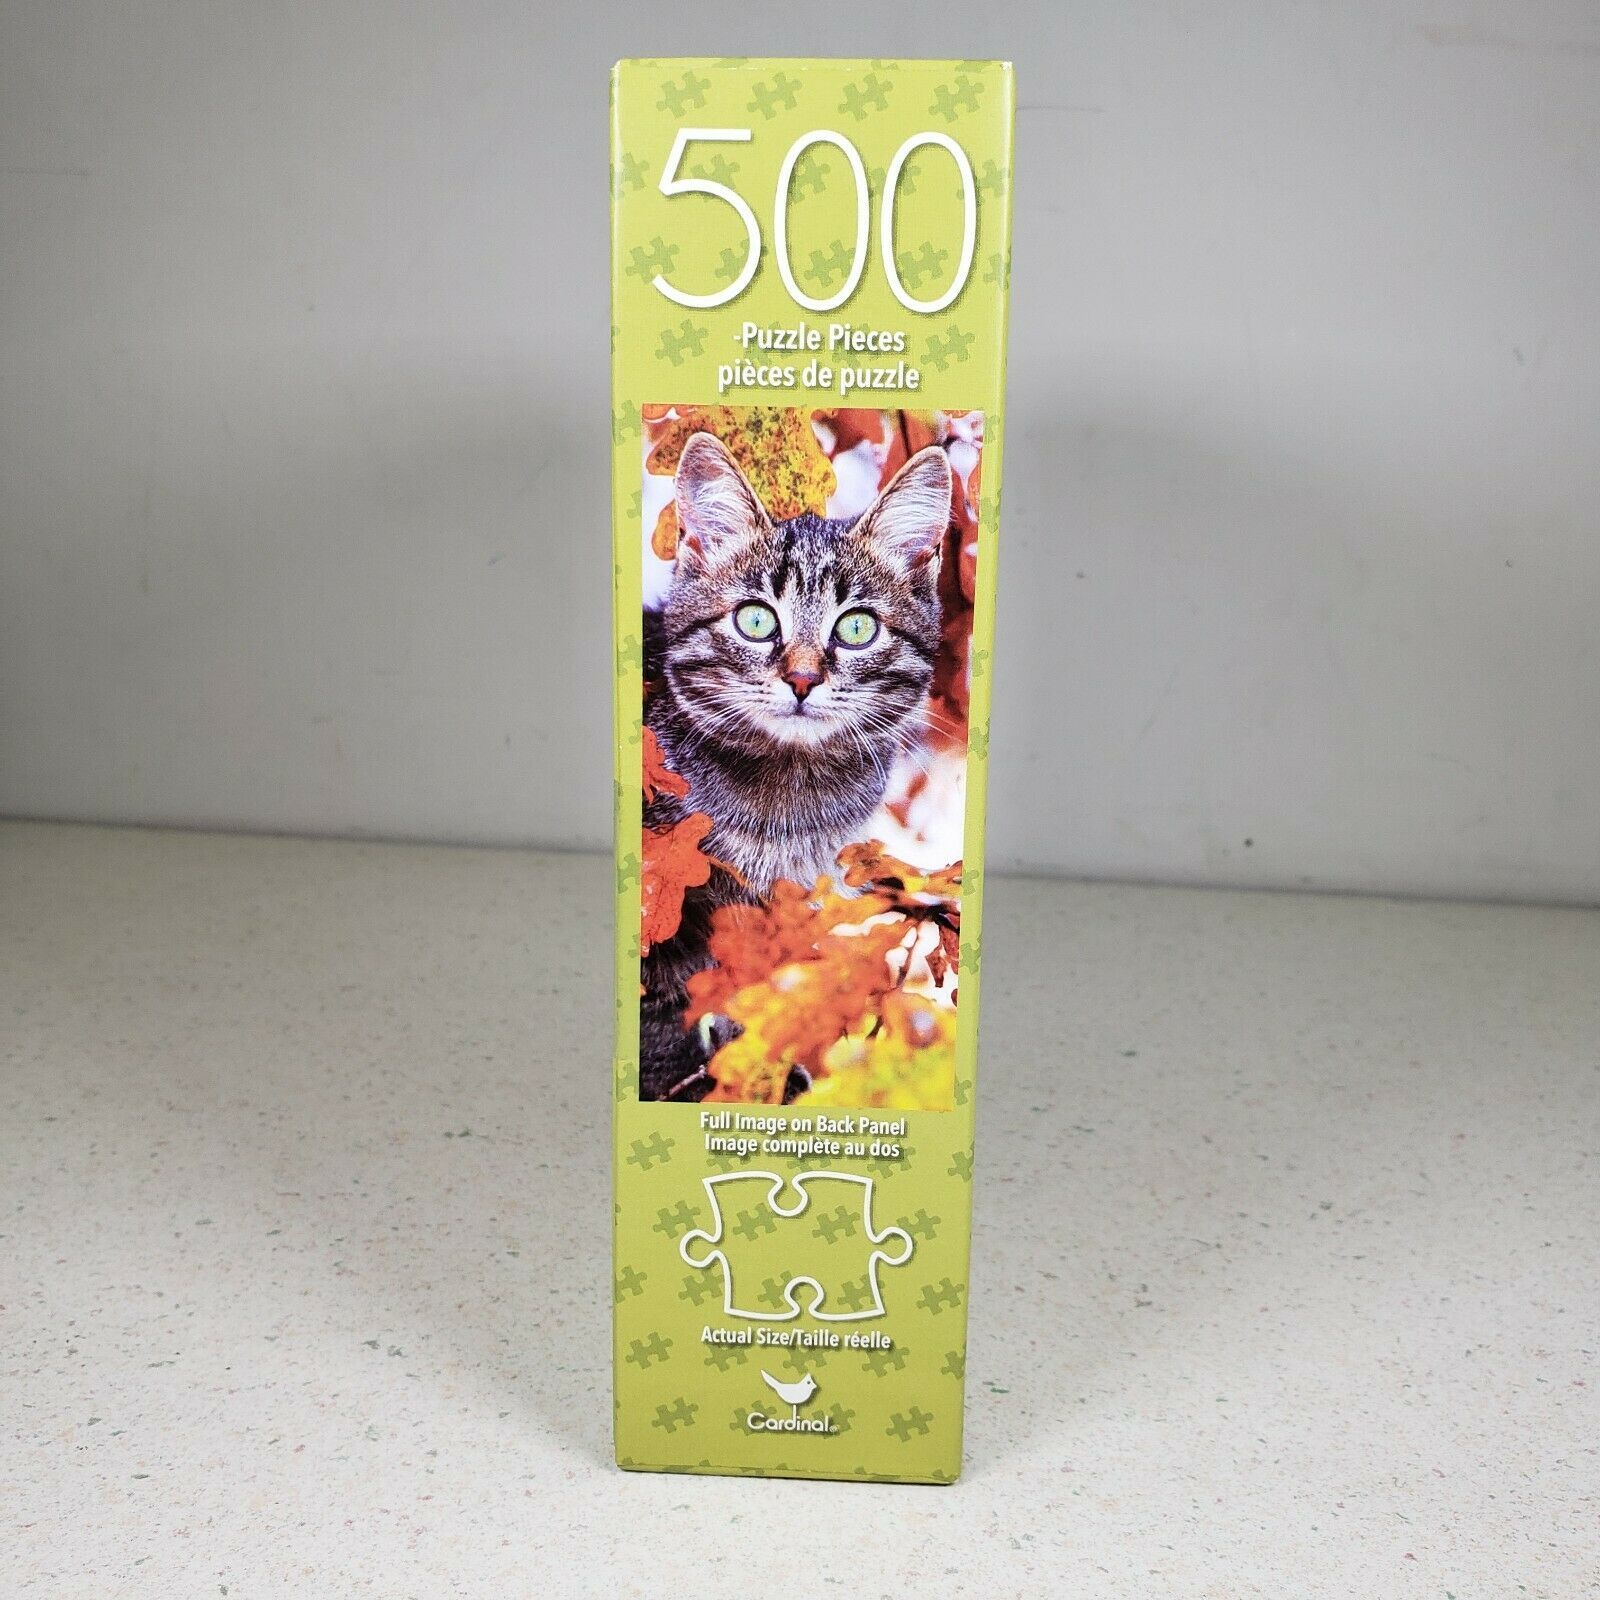 500
-Puzzle Pieces
pièces de puzzle
Full Image on Back Panel
Image complète au dos
Actual Size/Taille réelle
Cardinal®